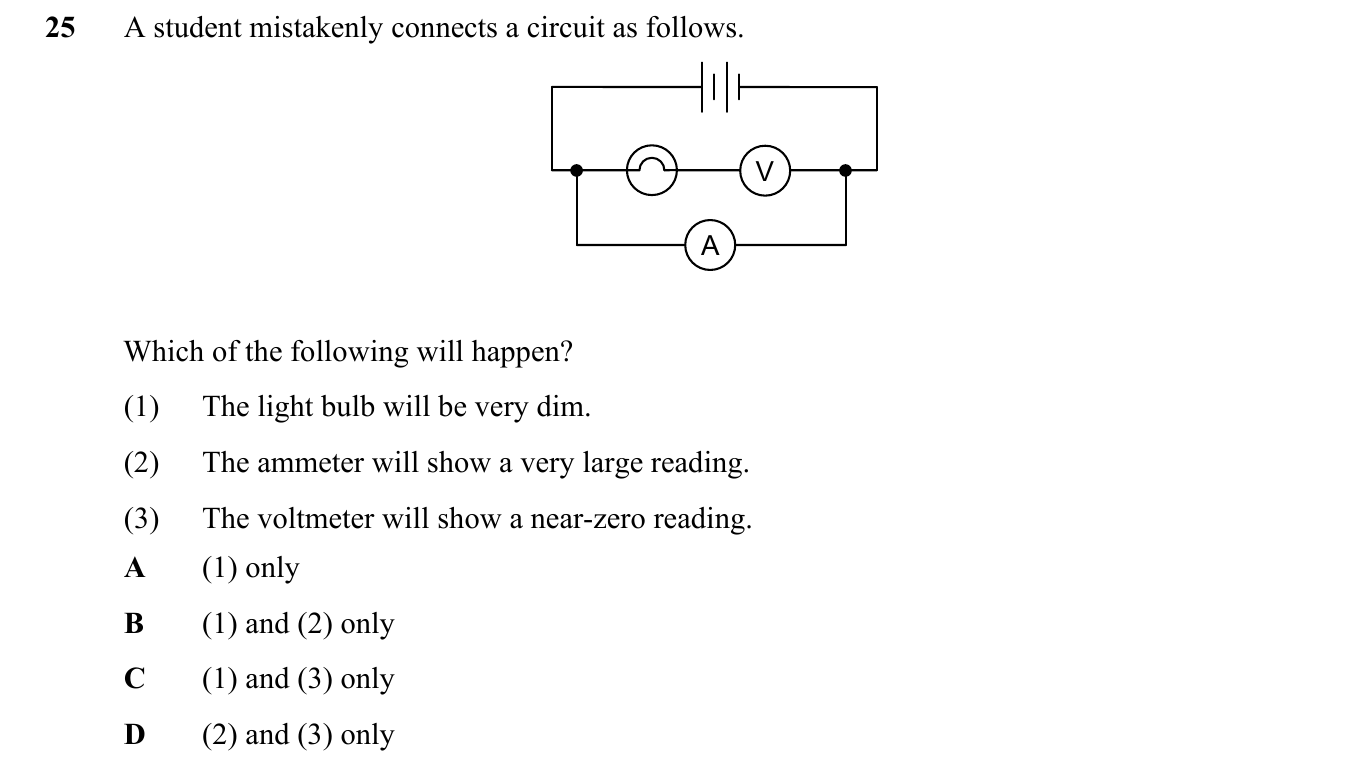 25 A student mistakenly connects a circuit as follows.
V
A
Which of the following will happen?
(1) The light bulb will be very dim.
(2) The ammeter will show a very large reading.
(3) The voltmeter will show a near-zero reading.
A (1) only
B (1) and (2) only
C (1) and (3) only
D (2) and (3) only